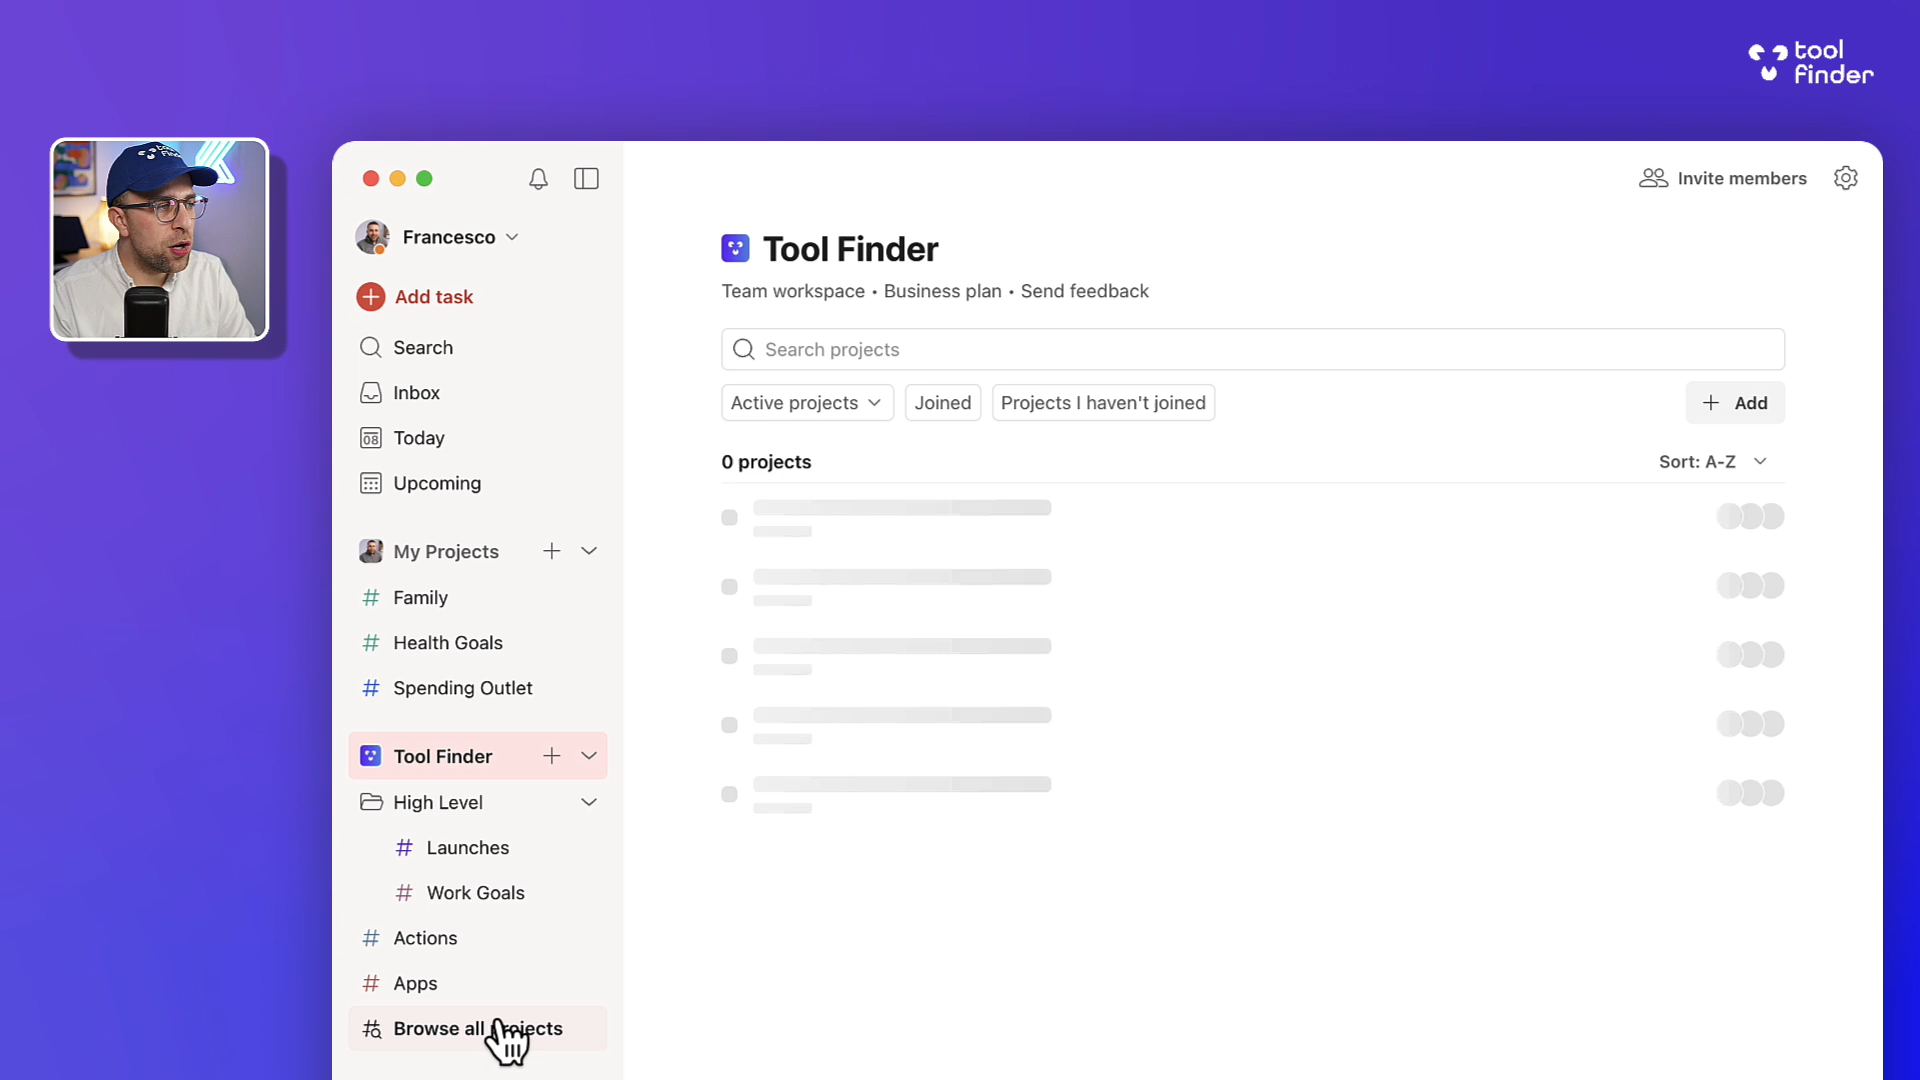 tool
finder
Francesco
Add task
Search
Inbox
08
Today
Upcoming
My Projects
Family
Health Goals
Spending Outlet
Tool Finder
High Level
Launches
Work Goals
Actions
Apps
Browse all projects
Invite members
Tool Finder
Team workspace • Business plan • Send feedback
Search projects
Active projects
Joined
Projects I haven't joined
+ Add
0 projects
Sort: A-Z